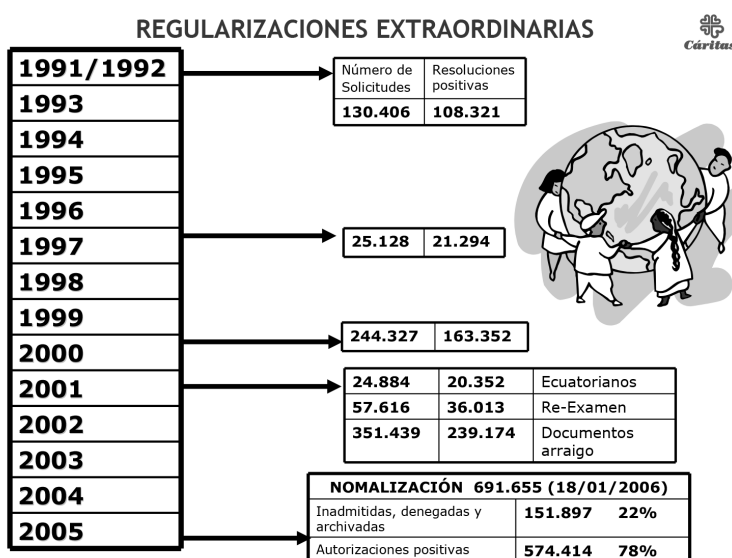 REGULARIZACIONES EXTRAORDINARIAS
Cáritas
1991/1992
Número de Solicitudes
Resoluciones positivas
130.406 108.321
1993
1994
1995
1996
1997
25.128 21.294
1998
1999
2000
244.327 163.352
2001
24.884 20.352 Ecuatorianos
57.616 36.013 Re-Examen
351.439 239.174 Documentos
arraigo
2002
2003
2004
2005
NOMALIZACIÓN 691.655 (18/01/2006)
Inadmitidas, denegadas y
archivadas
151.897 22%
Autorizaciones positivas 574.414 78%